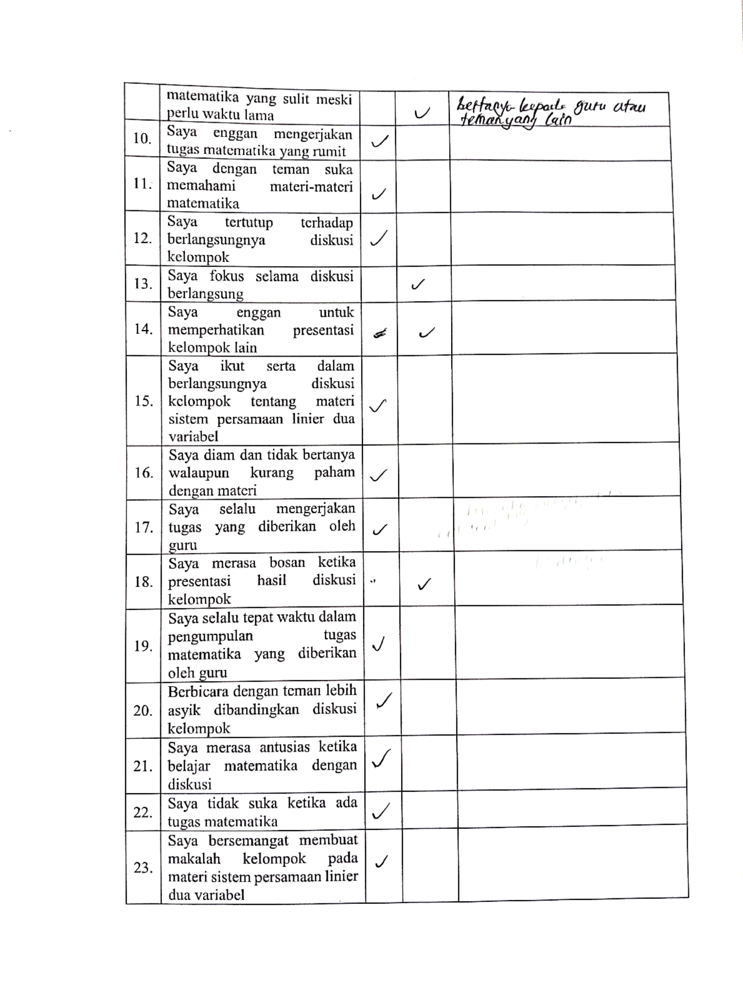 matematika yang sulit meski
perlu waktu lama
✓
bertanya kepada guru atau
teman yang lain
10.
Saya enggan mengerjakan
tugas matematika yang rumit
✓
11.
Saya dengan teman suka
memahami materi-materi
matematika
✓
12.
Saya tertutup terhadap
berlangsungnya diskusi
kelompok
✓
13.
Saya fokus selama diskusi
berlangsung
✓
14.
Saya enggan untuk
memperhatikan presentasi
kelompok lain
✓
15.
Saya ikut serta dalam
berlangsungnya diskusi
kelompok tentang materi
sistem persamaan linier dua
variabel
✓
16.
Saya diam dan tidak bertanya
walaupun kurang paham
dengan materi
✓
17.
Saya selalu mengerjakan
tugas yang diberikan oleh
guru
✓
18.
Saya merasa bosan ketika
presentasi hasil diskusi
kelompok
✓
19.
Saya selalu tepat waktu dalam
pengumpulan tugas
matematika yang diberikan
oleh guru
✓
20.
Berbicara dengan teman lebih
asyik dibandingkan diskusi
kelompok
✓
21.
Saya merasa antusias ketika
belajar matematika dengan
diskusi
✓
22.
Saya tidak suka ketika ada
tugas matematika
✓
23.
Saya bersemangat membuat
makalah kelompok pada
materi sistem persamaan linier
dua variabel
✓